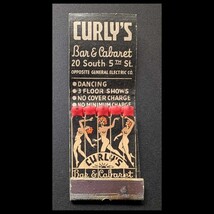 CURLY'S
Bar & Cabaret
20 South 5TH St.
OPPOSITE GENERAL ELECTRIC CO.
• DANCING
• 3 FLOOR SHOWS
• NO COVER CHARGE
• NO MINIMUM CHARGE
CURLY'S
Bar & Cabaret